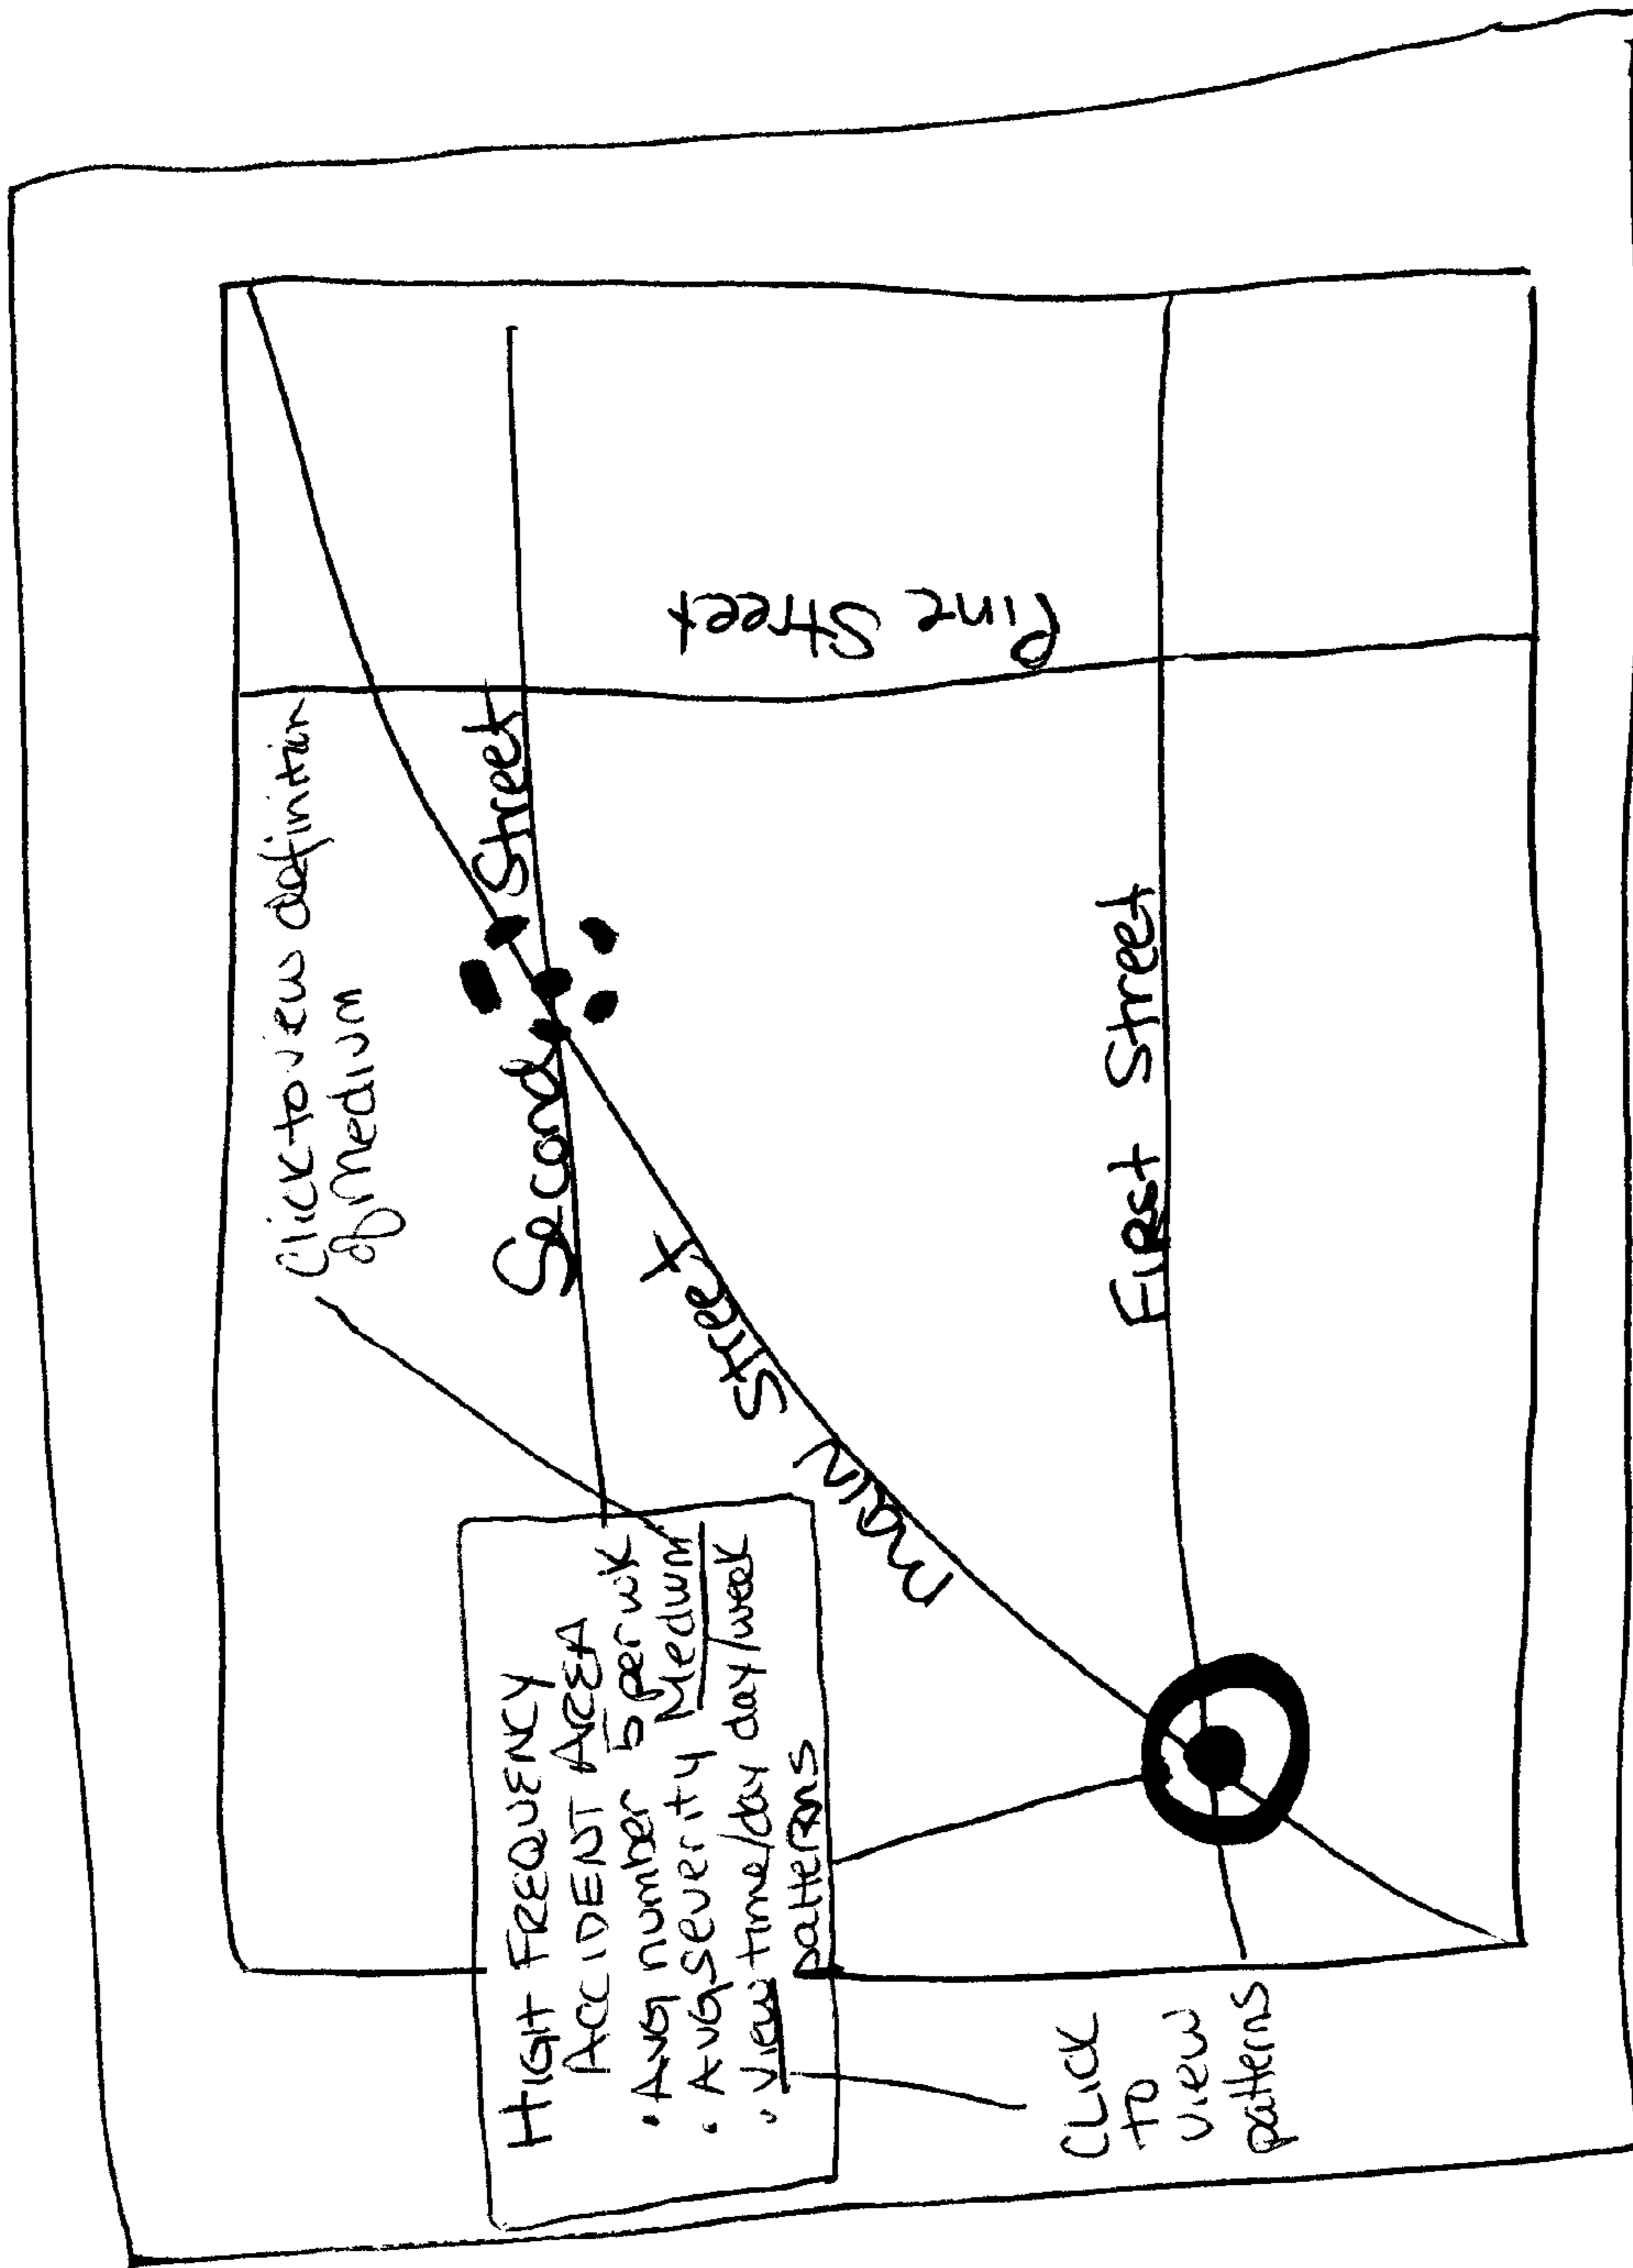 HIGH FREQUENCY
ACCIDENT AREA
• AVG number 5 per wk
• AVG severity Medium
• View time/day day/week
patterns
Click to view definition
of medium
Second Street
Main Street
First Street
Pine Street
CLICK
TO
View
patterns